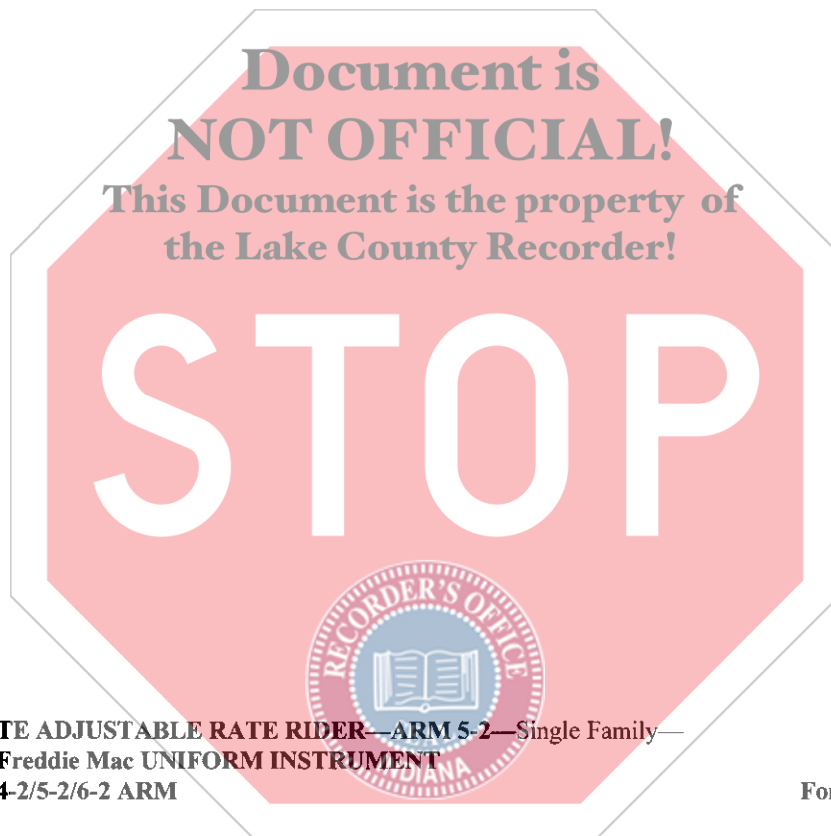 Document is
NOT OFFICIAL!
This Document is the property of
the Lake County Recorder!
STOP
RECORDER'S OFFICE
INDIANA
TE ADJUSTABLE RATE RIDER—ARM 5-2—Single Family—
Freddie Mac UNIFORM INSTRUMENT
4-2/5-2/6-2 ARM For